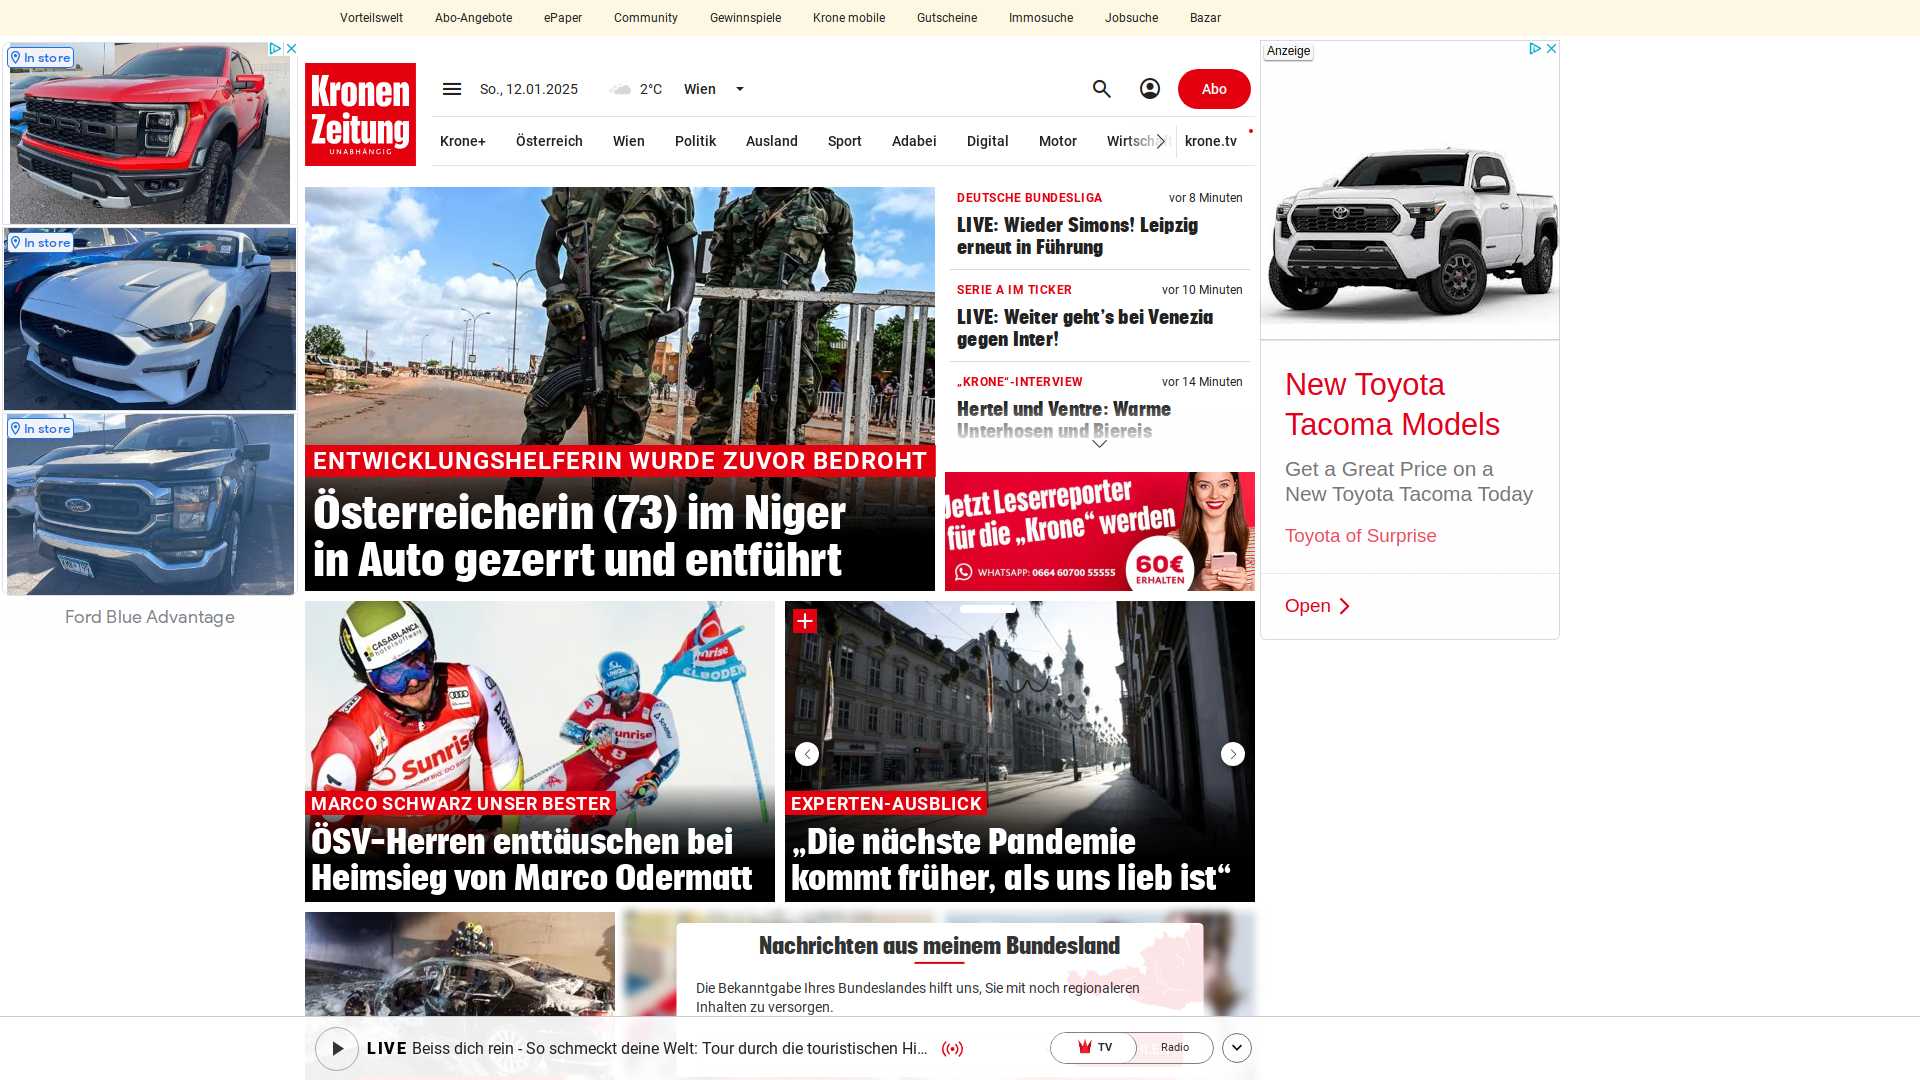 Vorteilswelt Abo-Angebote ePaper Community Gewinnspiele Krone mobile Gutscheine Immosuche Jobsuche Bazar
In store
In store
In store
Ford Blue Advantage
Kronen
Zeitung
UNABHÄNGIG
So., 12.01.2025 2°C Wien Abo
Krone+ Österreich Wien Politik Ausland Sport Adabei Digital Motor Wirtsch krone.tv
ENTWICKLUNGSHELFERIN WURDE ZUVOR BEDROHT
Österreicherin (73) im Niger
in Auto gezerrt und entführt
DEUTSCHE BUNDESLIGA vor 8 Minuten
LIVE: Wieder Simons! Leipzig
erneut in Führung
SERIE A IM TICKER vor 10 Minuten
LIVE: Weiter geht’s bei Venezia
gegen Inter!
„KRONE“-INTERVIEW vor 14 Minuten
Hertel und Ventre: Warme
Unterhosen und Biereis
Jetzt Leserreporter
für die „Krone“ werden
WHATSAPP: 0664 60700 55555
60€
ERHALTEN
CASABLANCA
hotelsoftware
Sunrise
sunrise
8
sunrise
ELBODEN
MARCO SCHWARZ UNSER BESTER
ÖSV-Herren enttäuschen bei
Heimsieg von Marco Odermatt
EXPERTEN-AUSBLICK
„Die nächste Pandemie
kommt früher, als uns lieb ist“
Nachrichten aus meinem Bundesland
Die Bekanntgabe Ihres Bundeslandes hilft uns, Sie mit noch regionaleren
Inhalten zu versorgen.
LIVE Beiss dich rein - So schmeckt deine Welt: Tour durch die touristischen Hi...
TV Radio
Anzeige
New Toyota
Tacoma Models
Get a Great Price on a
New Toyota Tacoma Today
Toyota of Surprise
Open